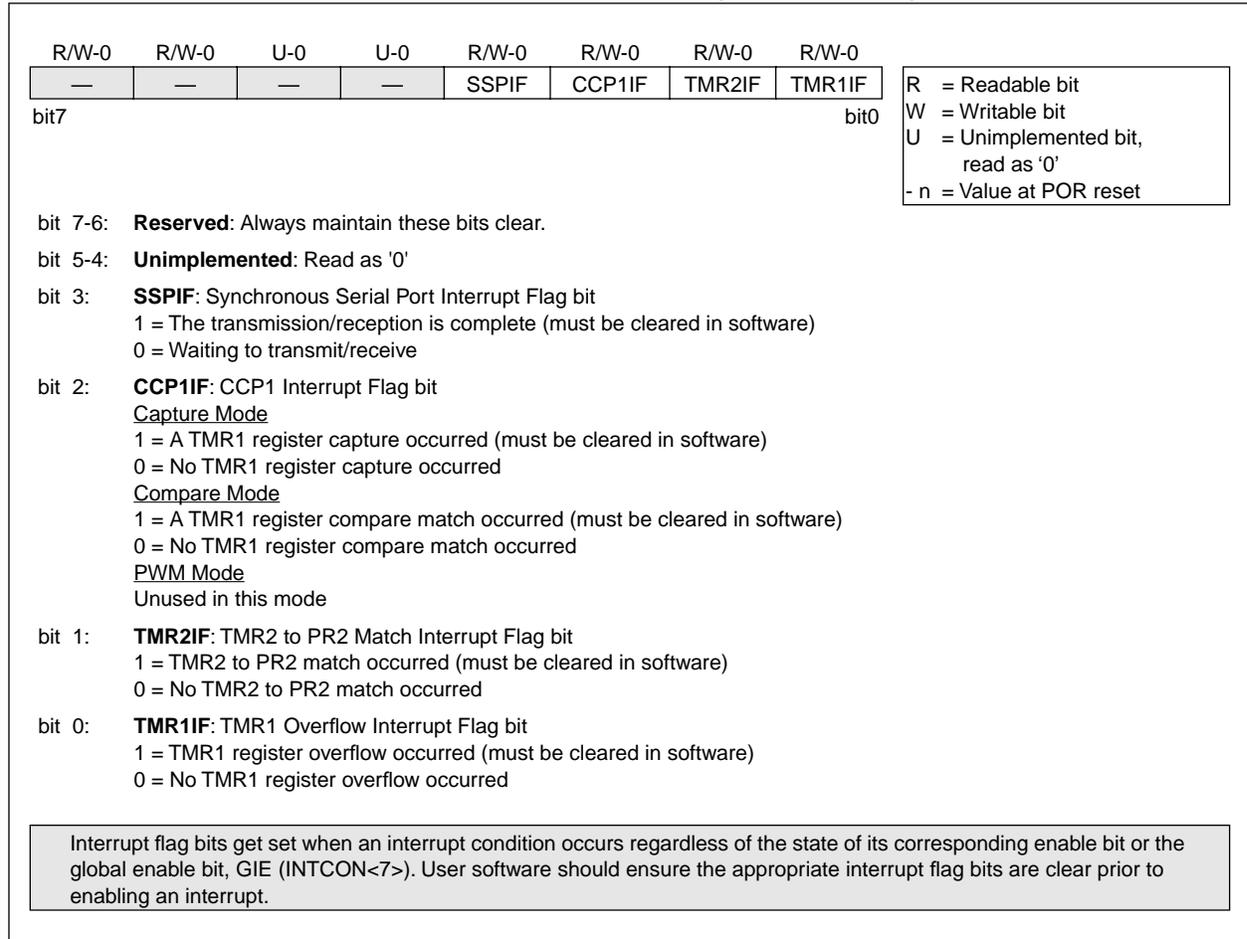 R/W-0 R/W-0 U-0 U-0 R/W-0 R/W-0 R/W-0 R/W-0
— — — — SSPIF CCP1IF TMR2IF TMR1IF
bit7 bit0
R = Readable bit
W = Writable bit
U = Unimplemented bit,
read as ‘0’
- n = Value at POR reset
bit 7-6: Reserved: Always maintain these bits clear.
bit 5-4: Unimplemented: Read as '0'
bit 3: SSPIF: Synchronous Serial Port Interrupt Flag bit
1 = The transmission/reception is complete (must be cleared in software)
0 = Waiting to transmit/receive
bit 2: CCP1IF: CCP1 Interrupt Flag bit
Capture Mode
1 = A TMR1 register capture occurred (must be cleared in software)
0 = No TMR1 register capture occurred
Compare Mode
1 = A TMR1 register compare match occurred (must be cleared in software)
0 = No TMR1 register compare match occurred
PWM Mode
Unused in this mode
bit 1: TMR2IF: TMR2 to PR2 Match Interrupt Flag bit
1 = TMR2 to PR2 match occurred (must be cleared in software)
0 = No TMR2 to PR2 match occurred
bit 0: TMR1IF: TMR1 Overflow Interrupt Flag bit
1 = TMR1 register overflow occurred (must be cleared in software)
0 = No TMR1 register overflow occurred
Interrupt flag bits get set when an interrupt condition occurs regardless of the state of its corresponding enable bit or the
global enable bit, GIE (INTCON<7>). User software should ensure the appropriate interrupt flag bits are clear prior to
enabling an interrupt.